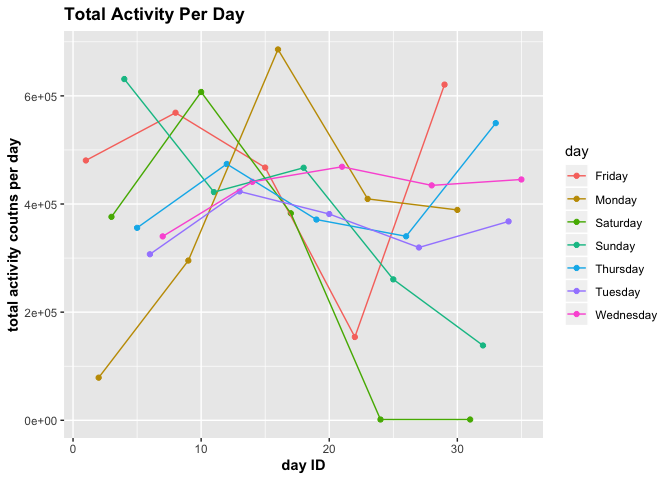 Total Activity Per Day
total activity coutns per day
6e+05
4e+05
2e+05
0e+00
0
10
20
30
day ID
day
Friday
Monday
Saturday
Sunday
Thursday
Tuesday
Wednesday